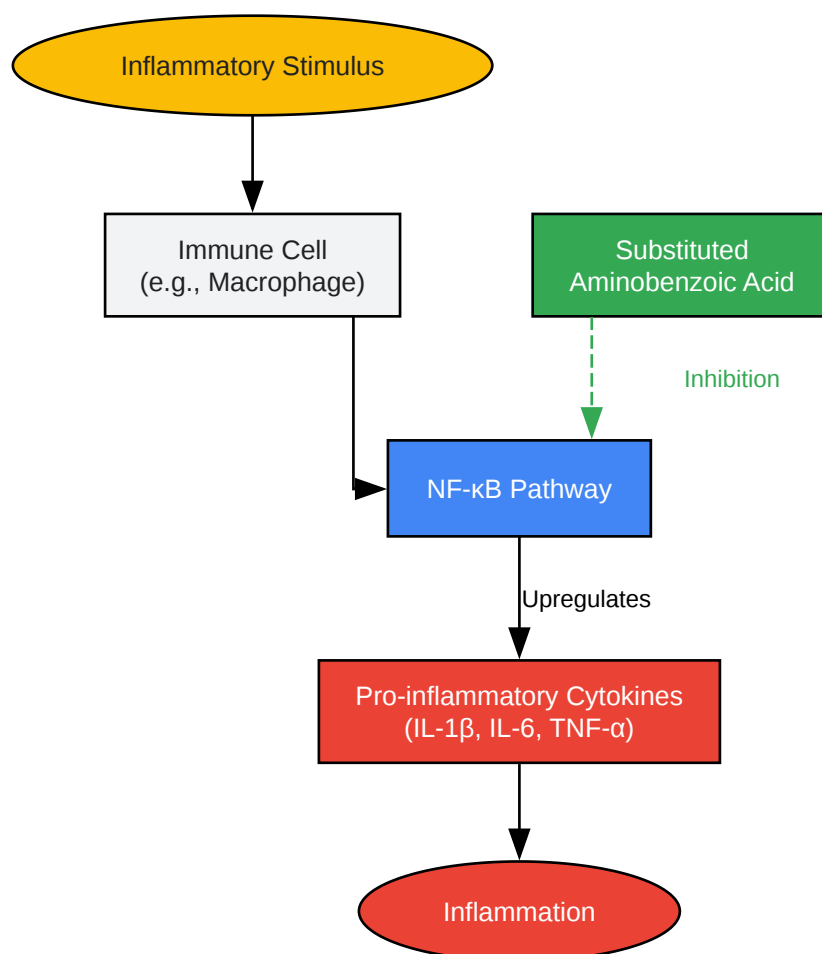 Inflammatory Stimulus
Immune Cell
(e.g., Macrophage)
Substituted
Aminobenzoic Acid
Inhibition
NF-κB Pathway
Upregulates
Pro-inflammatory Cytokines
(IL-1β, IL-6, TNF-α)
Inflammation